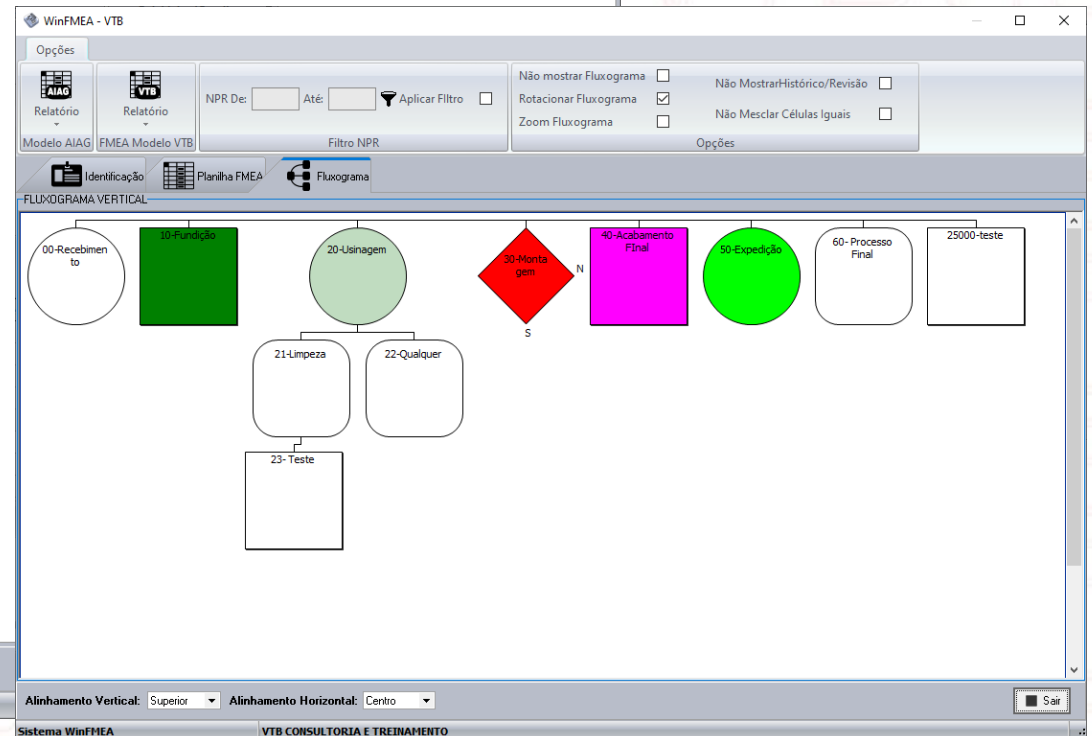 WinFMEA - VTB
Opções
AIAG
VTB
Relatório
Relatório
Modelo AIAG
FMEA Modelo VTB
NPR De:
Até:
Aplicar FIltro
Filtro NPR
Não mostrar Fluxograma
Rotacionar Fluxograma
Zoom Fluxograma
Não MostrarHistórico/Revisão
Não Mesclar Células Iguais
Opções
Identificação
Planilha FMEA
Fluxograma
FLUXOGRAMA VERTICAL
00-Recebimen
to
10-Fundição
20-Usinagem
30-Monta
gem
N
S
40-Acabamento
FInal
50-Expedição
60- Processo
Final
25000-teste
21-Limpeza
22-Qualquer
23- Teste
Alinhamento Vertical: Superior
Alinhamento Horizontal: Centro
Sair
Sistema WinFMEA
VTB CONSULTORIA E TREINAMENTO